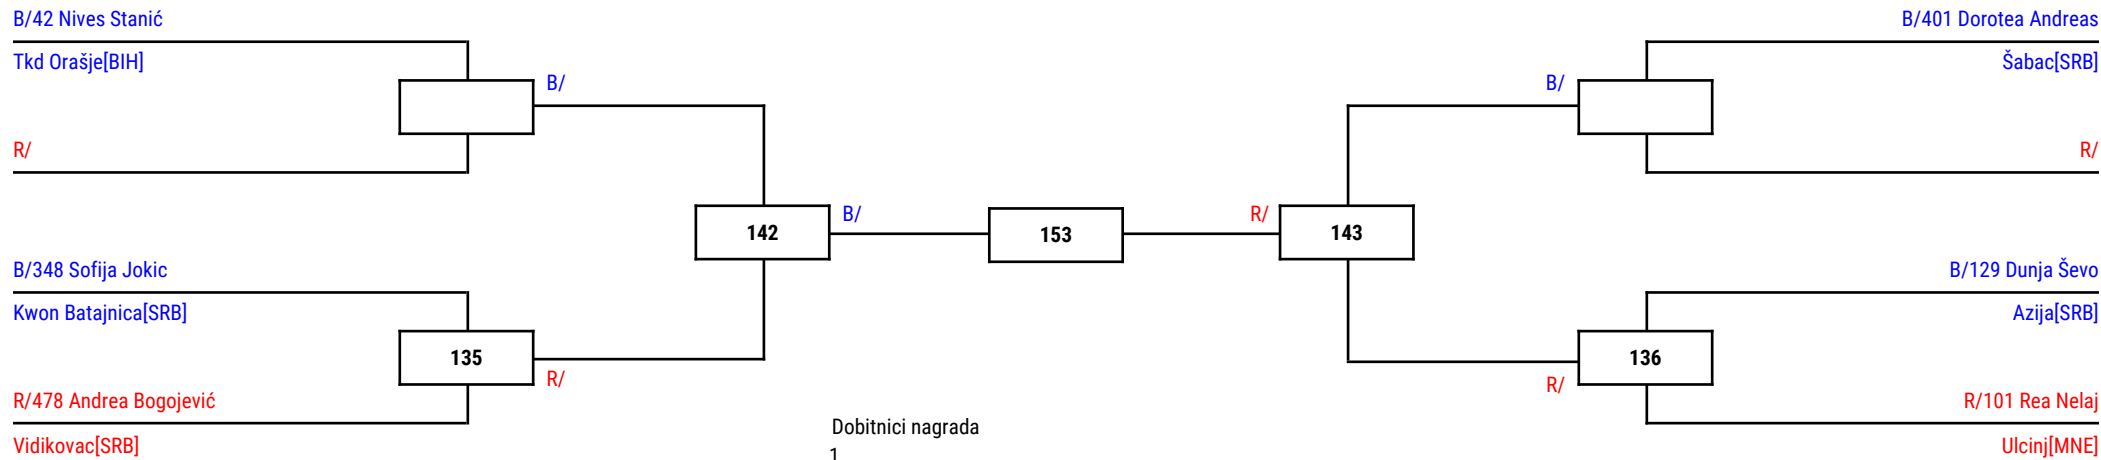 B/42 Nives Stanić
Tkd Orašje[BIH]
B/
R/
142
B/
B/348 Sofija Jokic
Kwon Batajnica[SRB]
135
R/
R/478 Andrea Bogojević
Vidikovac[SRB]
153
Dobitnici nagrada
1
B/401 Dorotea Andreas
Šabac[SRB]
B/
R/
R/
143
B/129 Dunja Ševo
Azija[SRB]
136
R/
R/101 Rea Nelaj
Ulcinj[MNE]